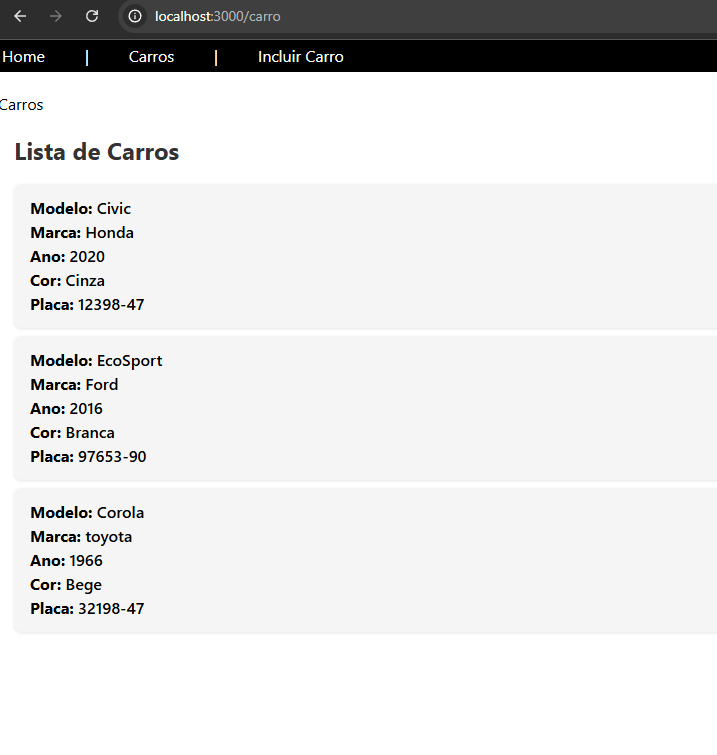 localhost:3000/carro
Home | Carros | Incluir Carro
Carros
Lista de Carros
Modelo: Civic
Marca: Honda
Ano: 2020
Cor: Cinza
Placa: 12398-47
Modelo: EcoSport
Marca: Ford
Ano: 2016
Cor: Branca
Placa: 97653-90
Modelo: Corola
Marca: toyota
Ano: 1966
Cor: Bege
Placa: 32198-47